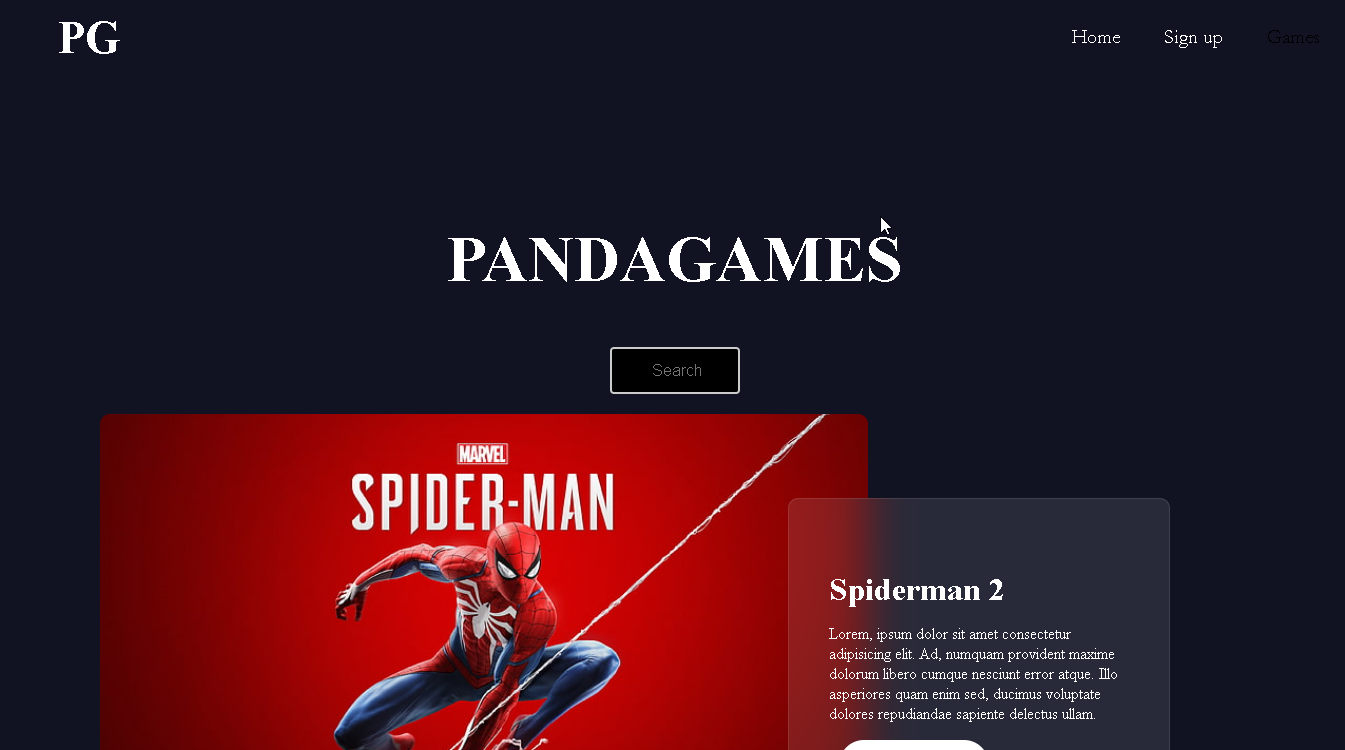 PG
Home Sign up Games
PANDAGAMES
Search
MARVEL
SPIDER-MAN
Spiderman 2
Lorem, ipsum dolor sit amet consectetur
adipisicing elit. Ad, numquam provident maxime
dolorum libero cumque nesciunt error atque. Illo
asperiores quam enim sed, ducimus voluptate
dolores repudiandae sapiente delectus ullam.